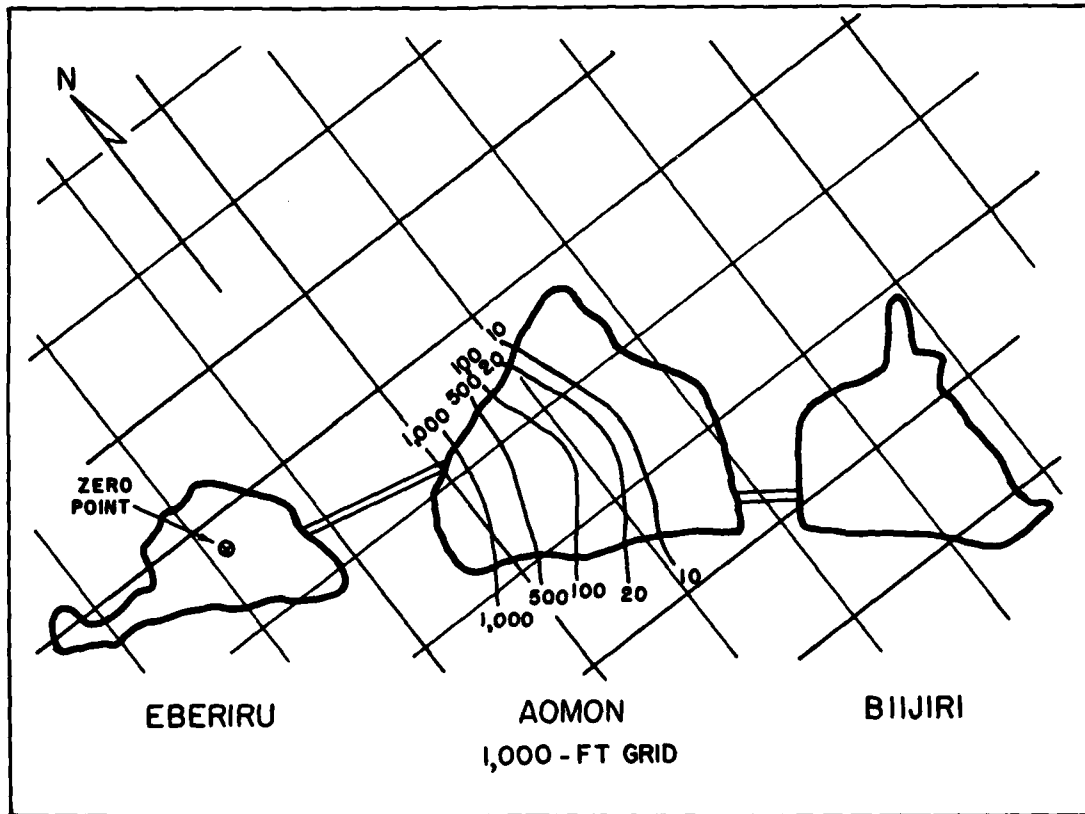 N
10
20
100
500
1,000
ZERO
POINT
1,000
500
100
20
10
EBERIRU
AOMON
BIIJIRI
1,000 - FT GRID